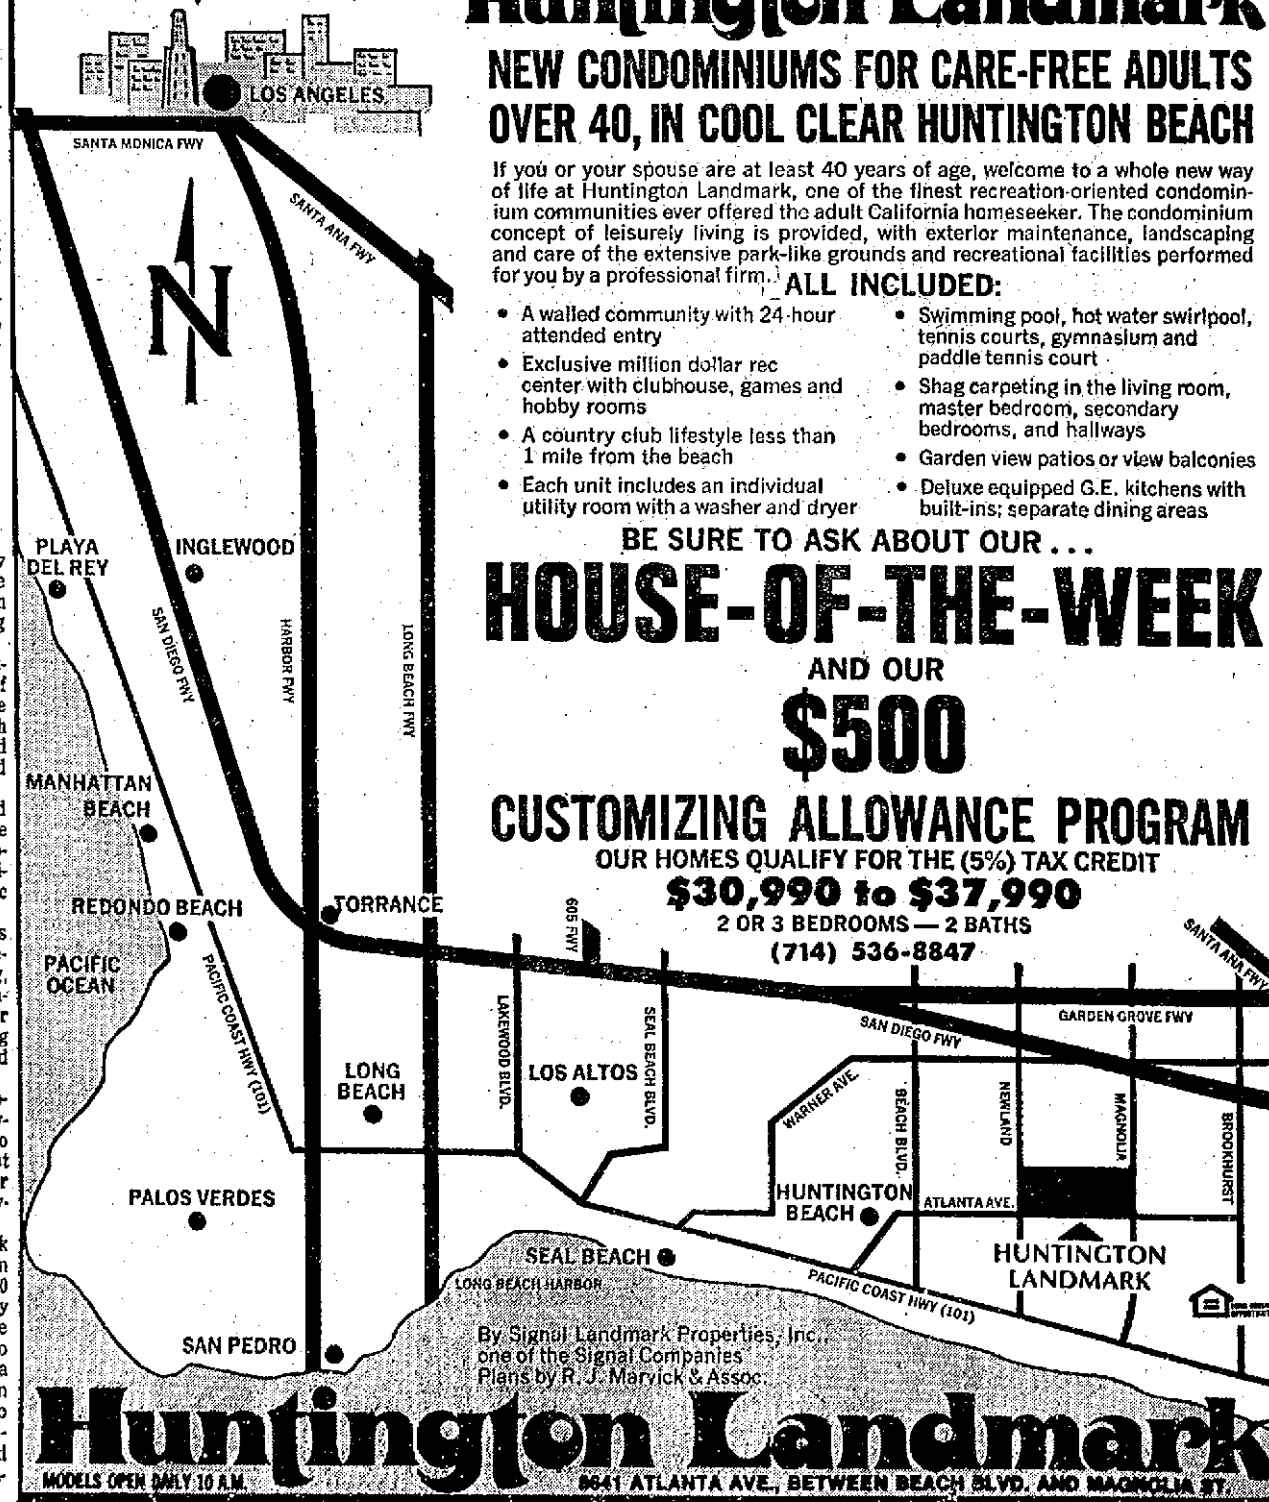 Huntington Landmark
NEW CONDOMINIUMS FOR CARE-FREE ADULTS
OVER 40, IN COOL CLEAR HUNTINGTON BEACH
If you or your spouse are at least 40 years of age, welcome to a whole new way
of life at Huntington Landmark, one of the finest recreation-oriented condomin-
ium communities ever offered the adult California homeseeker. The condominium
concept of leisurely living is provided, with exterior maintenance, landscaping
and care of the extensive park-like grounds and recreational facilities performed
for you by a professional firm.
ALL INCLUDED:
• A walled community with 24-hour
attended entry
• Exclusive million dollar rec
center with clubhouse, games and
hobby rooms
• A country club lifestyle less than
1 mile from the beach
• Each unit includes an individual
utility room with a washer and dryer
• Swimming pool, hot water swirlpool,
tennis courts, gymnasium and
paddle tennis court
• Shag carpeting in the living room,
master bedroom, secondary
bedrooms, and hallways
• Garden view patios or view balconies
• Deluxe equipped G.E. kitchens with
built-ins; separate dining areas
BE SURE TO ASK ABOUT OUR...
HOUSE-OF-THE-WEEK
AND OUR
$500
CUSTOMIZING ALLOWANCE PROGRAM
OUR HOMES QUALIFY FOR THE (5%) TAX CREDIT
$30,990 to $37,990
2 OR 3 BEDROOMS — 2 BATHS
(714) 536-8847
LOS ANGELES
SANTA MONICA FWY
SANTA ANA FWY
N
PLAYA
DEL REY
INGLEWOOD
SAN DIEGO FWY
HARBOR FWY
LONG BEACH FWY
MANHATTAN
BEACH
REDONDO BEACH
TORRANCE
PACIFIC
OCEAN
PACIFIC COAST HWY (101)
605 FWY
SANTA ANA FWY
GARDEN GROVE FWY
SAN DIEGO FWY
LONG
BEACH
LAKEWOOD BLVD.
LOS ALTOS
SEAL BEACH BLVD.
WARNER AVE.
BEACH BLVD.
NEWLAND
MAGNOLIA
BROOKHURST
PALOS VERDES
HUNTINGTON
BEACH
ATLANTA AVE.
HUNTINGTON
LANDMARK
SEAL BEACH
LONG BEACH HARBOR
PACIFIC COAST HWY (101)
SAN PEDRO
By Signal Landmark Properties, Inc.,
one of the Signal Companies
Plans by R. J. Marvick & Assoc.
Huntington Landmark
MODELS OPEN DAILY 10 A.M.
8841 ATLANTA AVE., BETWEEN BEACH BLVD. AND MAGNOLIA ST.